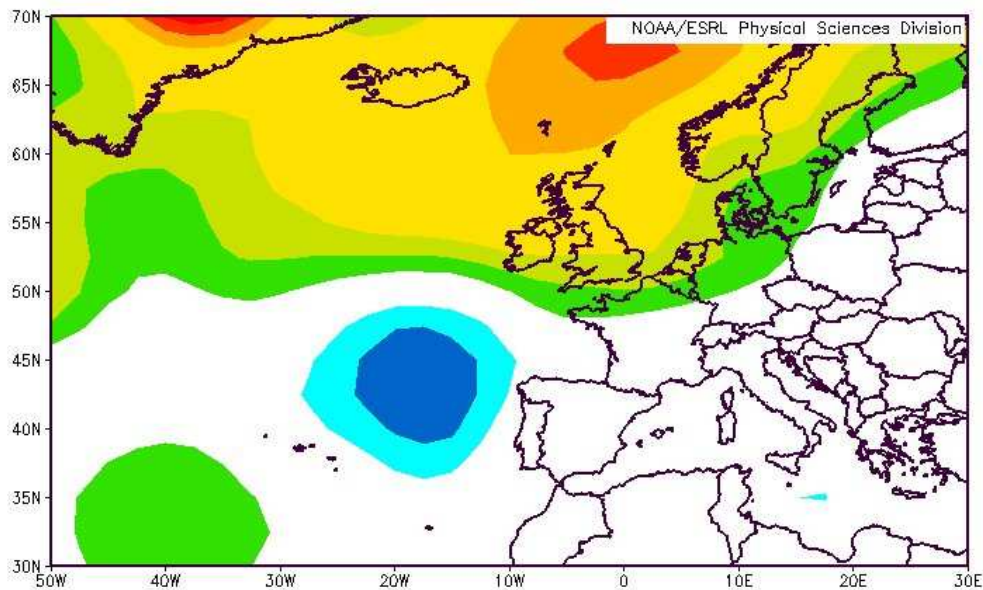 70N
NOAA/ESRL Physical Sciences Division
65N
60N
55N
50N
45N
40N
35N
30N
50W 40W 30W 20W 10W 0 10E 20E 30E